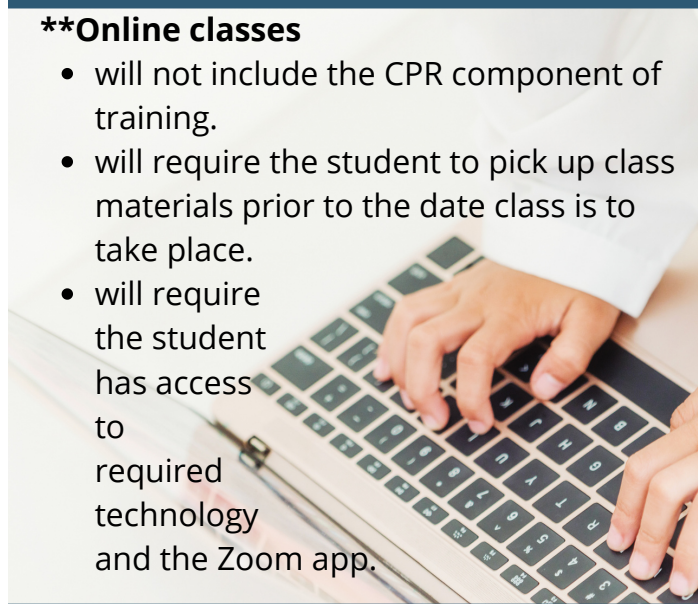 **Online classes
• will not include the CPR component of
training.
• will require the student to pick up class
materials prior to the date class is to
take place.
• will require
the student
has access
to
required
technology
and the Zoom app.